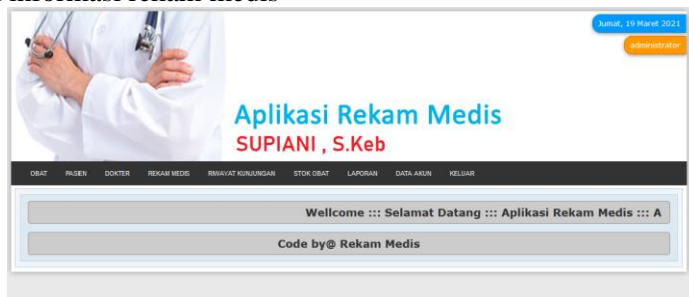 informasi rekam medis
Jumat, 19 Maret 2021
administrator
Aplikasi Rekam Medis
SUPIANI , S.Keb
OBAT PASIEN DOKTER REKAM MEDIS RIWAYAT KUNJUNGAN STOK OBAT LAPORAN DATA AKUN KELUAR
Wellcome ::: Selamat Datang ::: Aplikasi Rekam Medis ::: A
Code by@ Rekam Medis